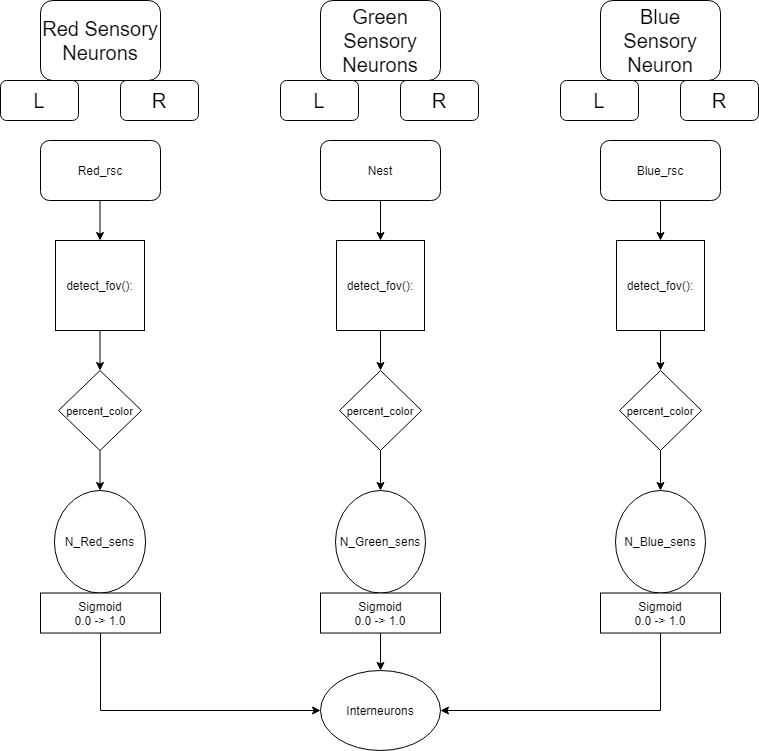 Red Sensory
Neurons
L
R
Green
Sensory
Neurons
L
R
Blue
Sensory
Neuron
L
R
Red_rsc
Nest
Blue_rsc
detect_fov():
detect_fov():
detect_fov():
percent_color
percent_color
percent_color
N_Red_sens
N_Green_sens
N_Blue_sens
Sigmoid
0.0 -> 1.0
Sigmoid
0.0 -> 1.0
Sigmoid
0.0 -> 1.0
Interneurons